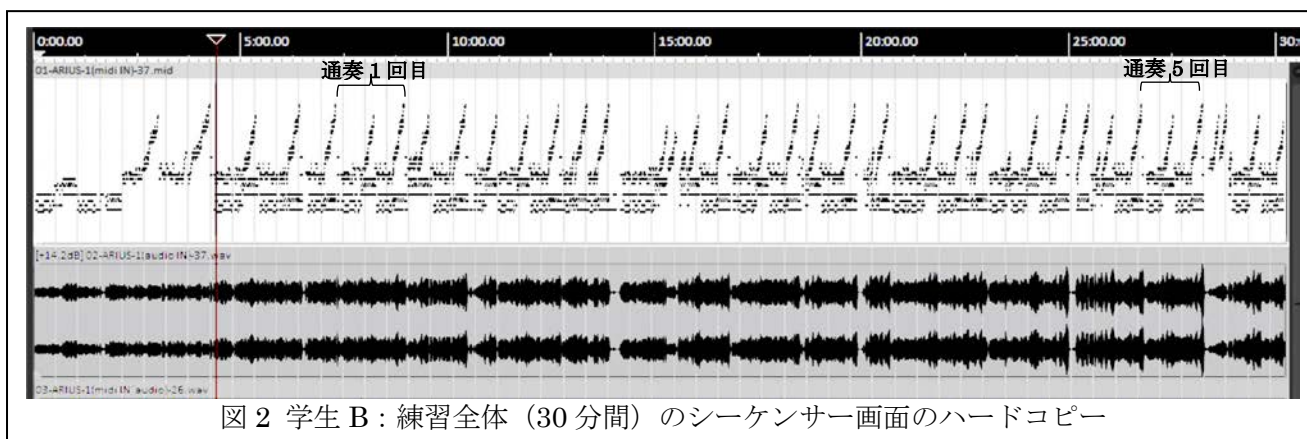 0:00.00 5:00.00 10:00.00 15:00.00 20:00.00 25:00.00 30:
01-ARIUS-1(midi IN)-37.mid
通奏1回目 通奏5回目
[+14.2dB] 02-ARIUS-1(audio IN)-37.wav
03-ARIUS-1(midi IN audio)-26.wav
図2 学生B：練習全体（30分間）のシーケンサー画面のハードコピー